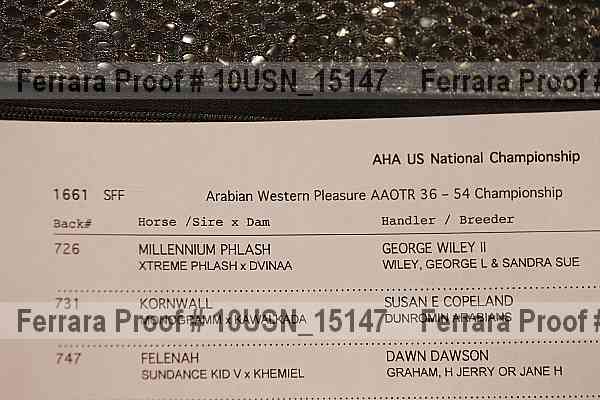 Ferrara Proof # 10USN_15147 Ferrara Proof #
AHA US National Championship
1661 SFF Arabian Western Pleasure AAOTR 36 - 54 Championship
Back# Horse /Sire x Dam Handler / Breeder
726 MILLENNIUM PHLASH GEORGE WILEY II
XTREME PHLASH x DVINAA WILEY, GEORGE L & SANDRA SUE
731 KORNWALL SUSAN E COPELAND
MONOGRAMM x KAWALKADA DUNROMIN ARABIANS
Ferrara Proof # 10USN_15147 Ferrara Proof #
747 FELENAH DAWN DAWSON
SUNDANCE KID V x KHEMIEL GRAHAM, H JERRY OR JANE H